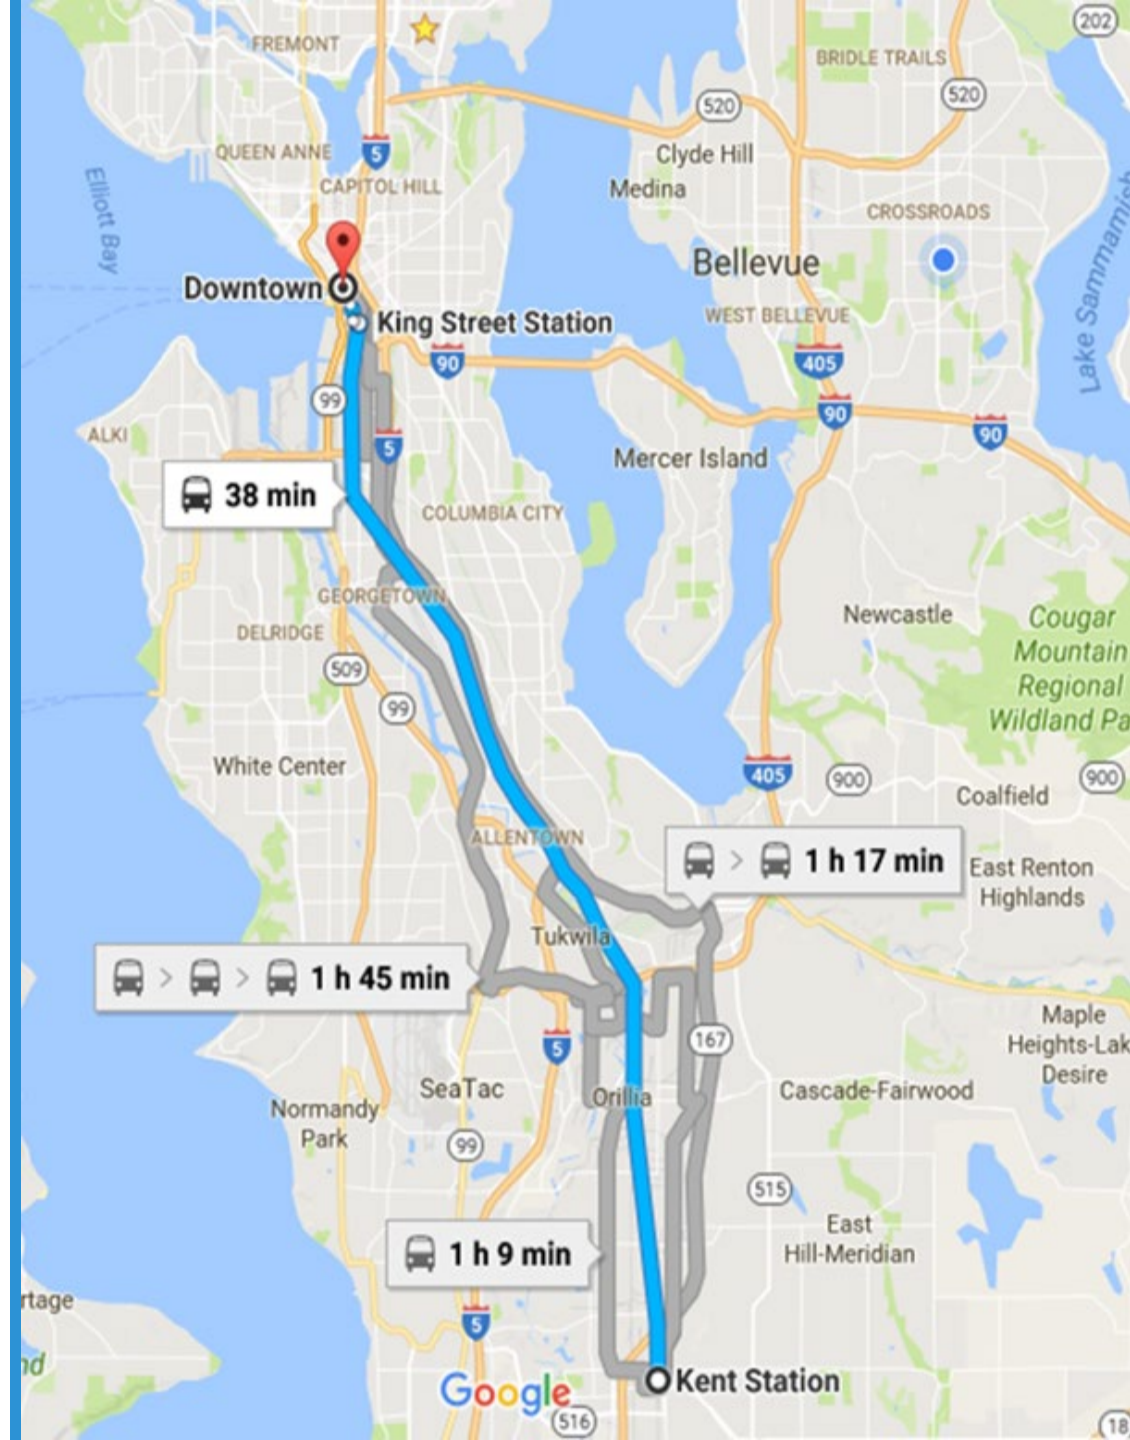 202
FREMONT
BRIDLE TRAILS
520
520
5
QUEEN ANNE
Clyde Hill
CAPITOL HILL
Medina
Elliott Bay
CROSSROADS
Bellevue
Lake Sammamish
Downtown
King Street Station
WEST BELLEVUE
90
405
99
90
90
ALKI
5
Mercer Island
38 min
COLUMBIA CITY
GEORGETOWN
Newcastle
DELRIDGE
Cougar
Mountain
Regional
Wildland Pa
509
99
White Center
405
900
900
Coalfield
ALLENTOWN
1 h 17 min
East Renton
Highlands
Tukwila
1 h 45 min
Maple
Heights-Lak
Desire
5
167
SeaTac
Orillia
Cascade-Fairwood
Normandy
Park
99
515
East
Hill-Meridian
1 h 9 min
rtage
5
nd
Google
Kent Station
516
18